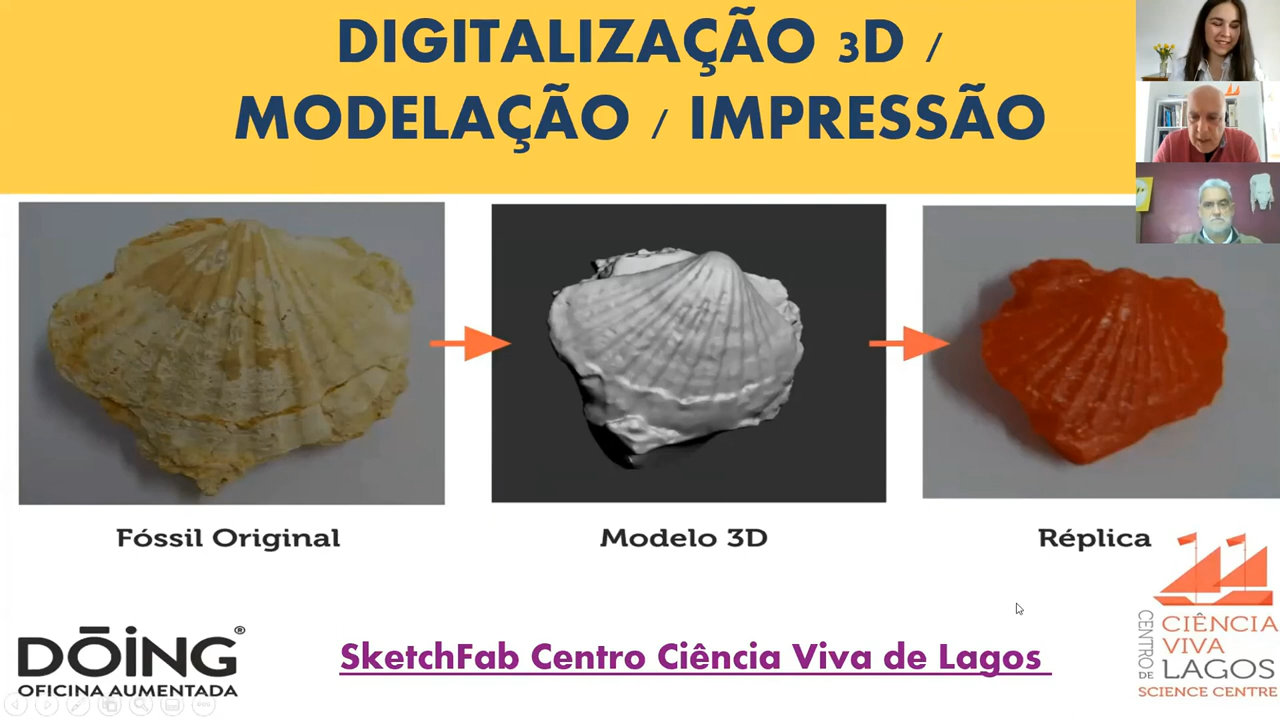 DIGITALIZAÇÃO 3D /
MODELAÇÃO / IMPRESSÃO
Fóssil Original
Modelo 3D
Réplica
DŌING®
OFICINA AUMENTADA
SketchFab Centro Ciência Viva de Lagos
CENTRO DE
CIÊNCIA
VIVA
LAGOS
SCIENCE CENTRE